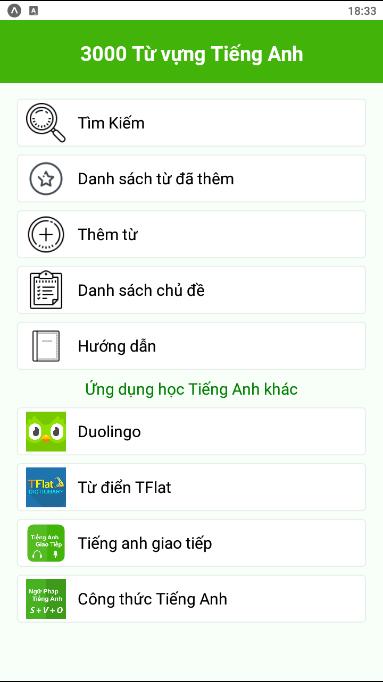 18:33
3000 Từ vựng Tiếng Anh
Tìm Kiếm
Danh sách từ đã thêm
Thêm từ
Danh sách chủ đề
Hướng dẫn
Ứng dụng học Tiếng Anh khác
Duolingo
TFlat
DICTIONARY
Từ điển TFlat
Tiếng Anh
Giao Tiếp
Tiếng anh giao tiếp
Ngữ Pháp
Tiếng Anh
S + V + O
Công thức Tiếng Anh